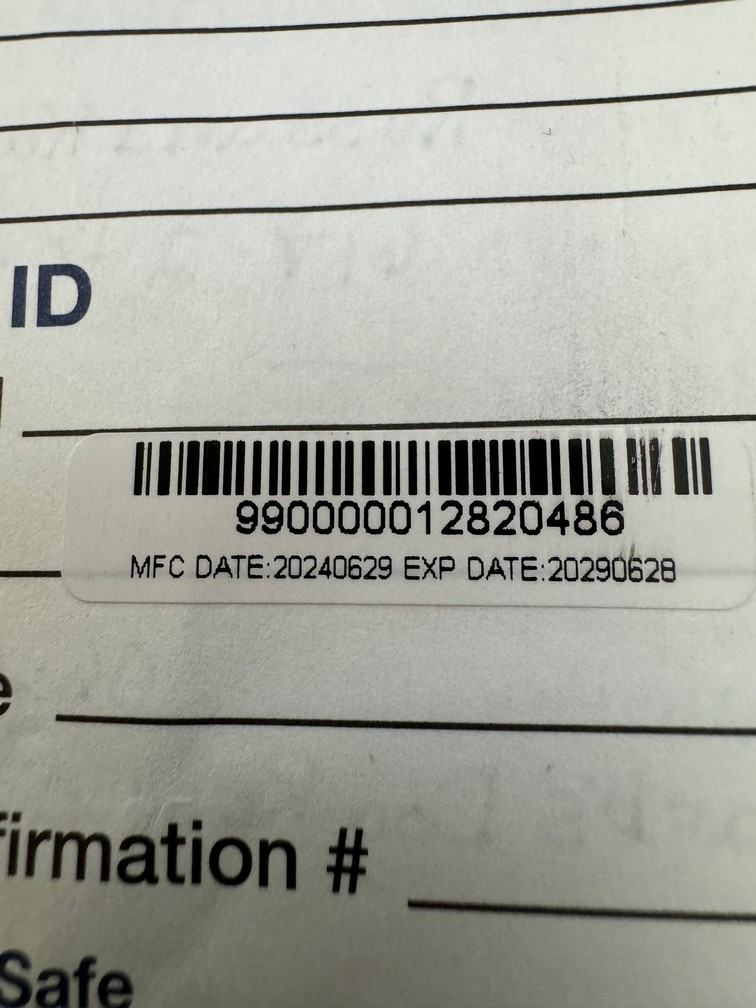 ID
990000012820486
MFC DATE:20240629 EXP DATE:20290628
e
firmation #
Safe